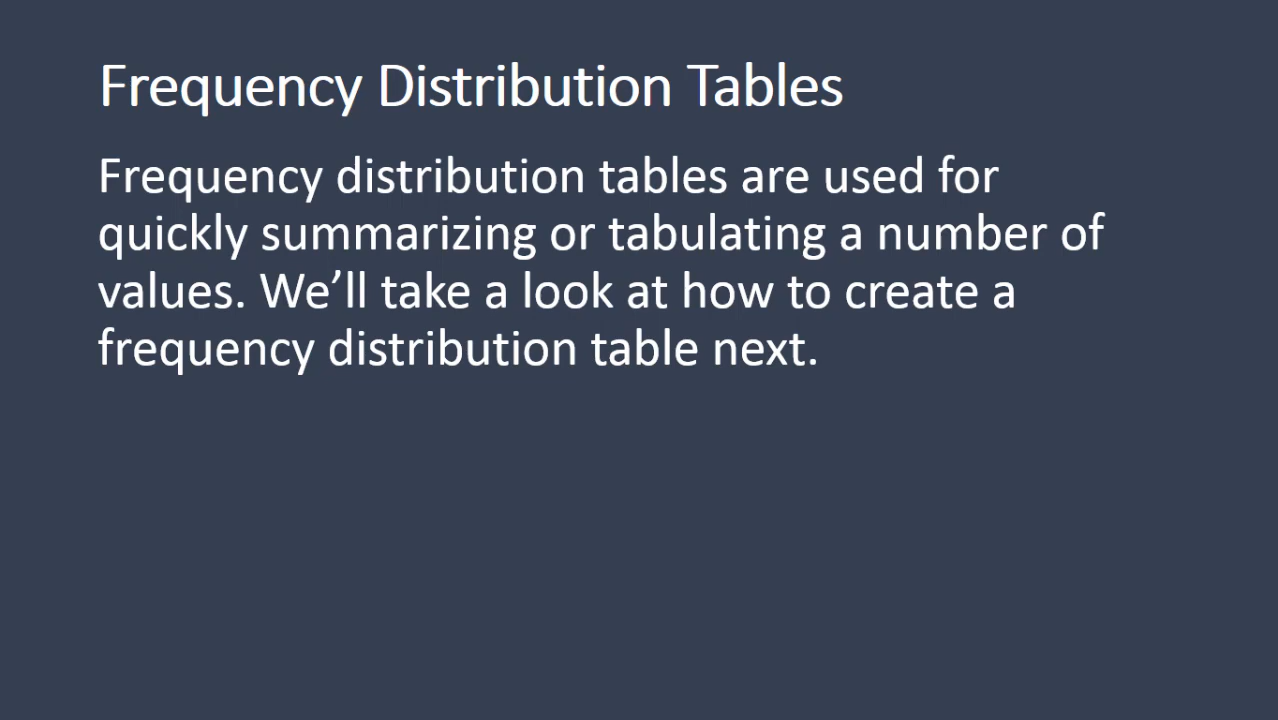 Frequency Distribution Tables
Frequency distribution tables are used for
quickly summarizing or tabulating a number of
values. We’ll take a look at how to create a
frequency distribution table next.